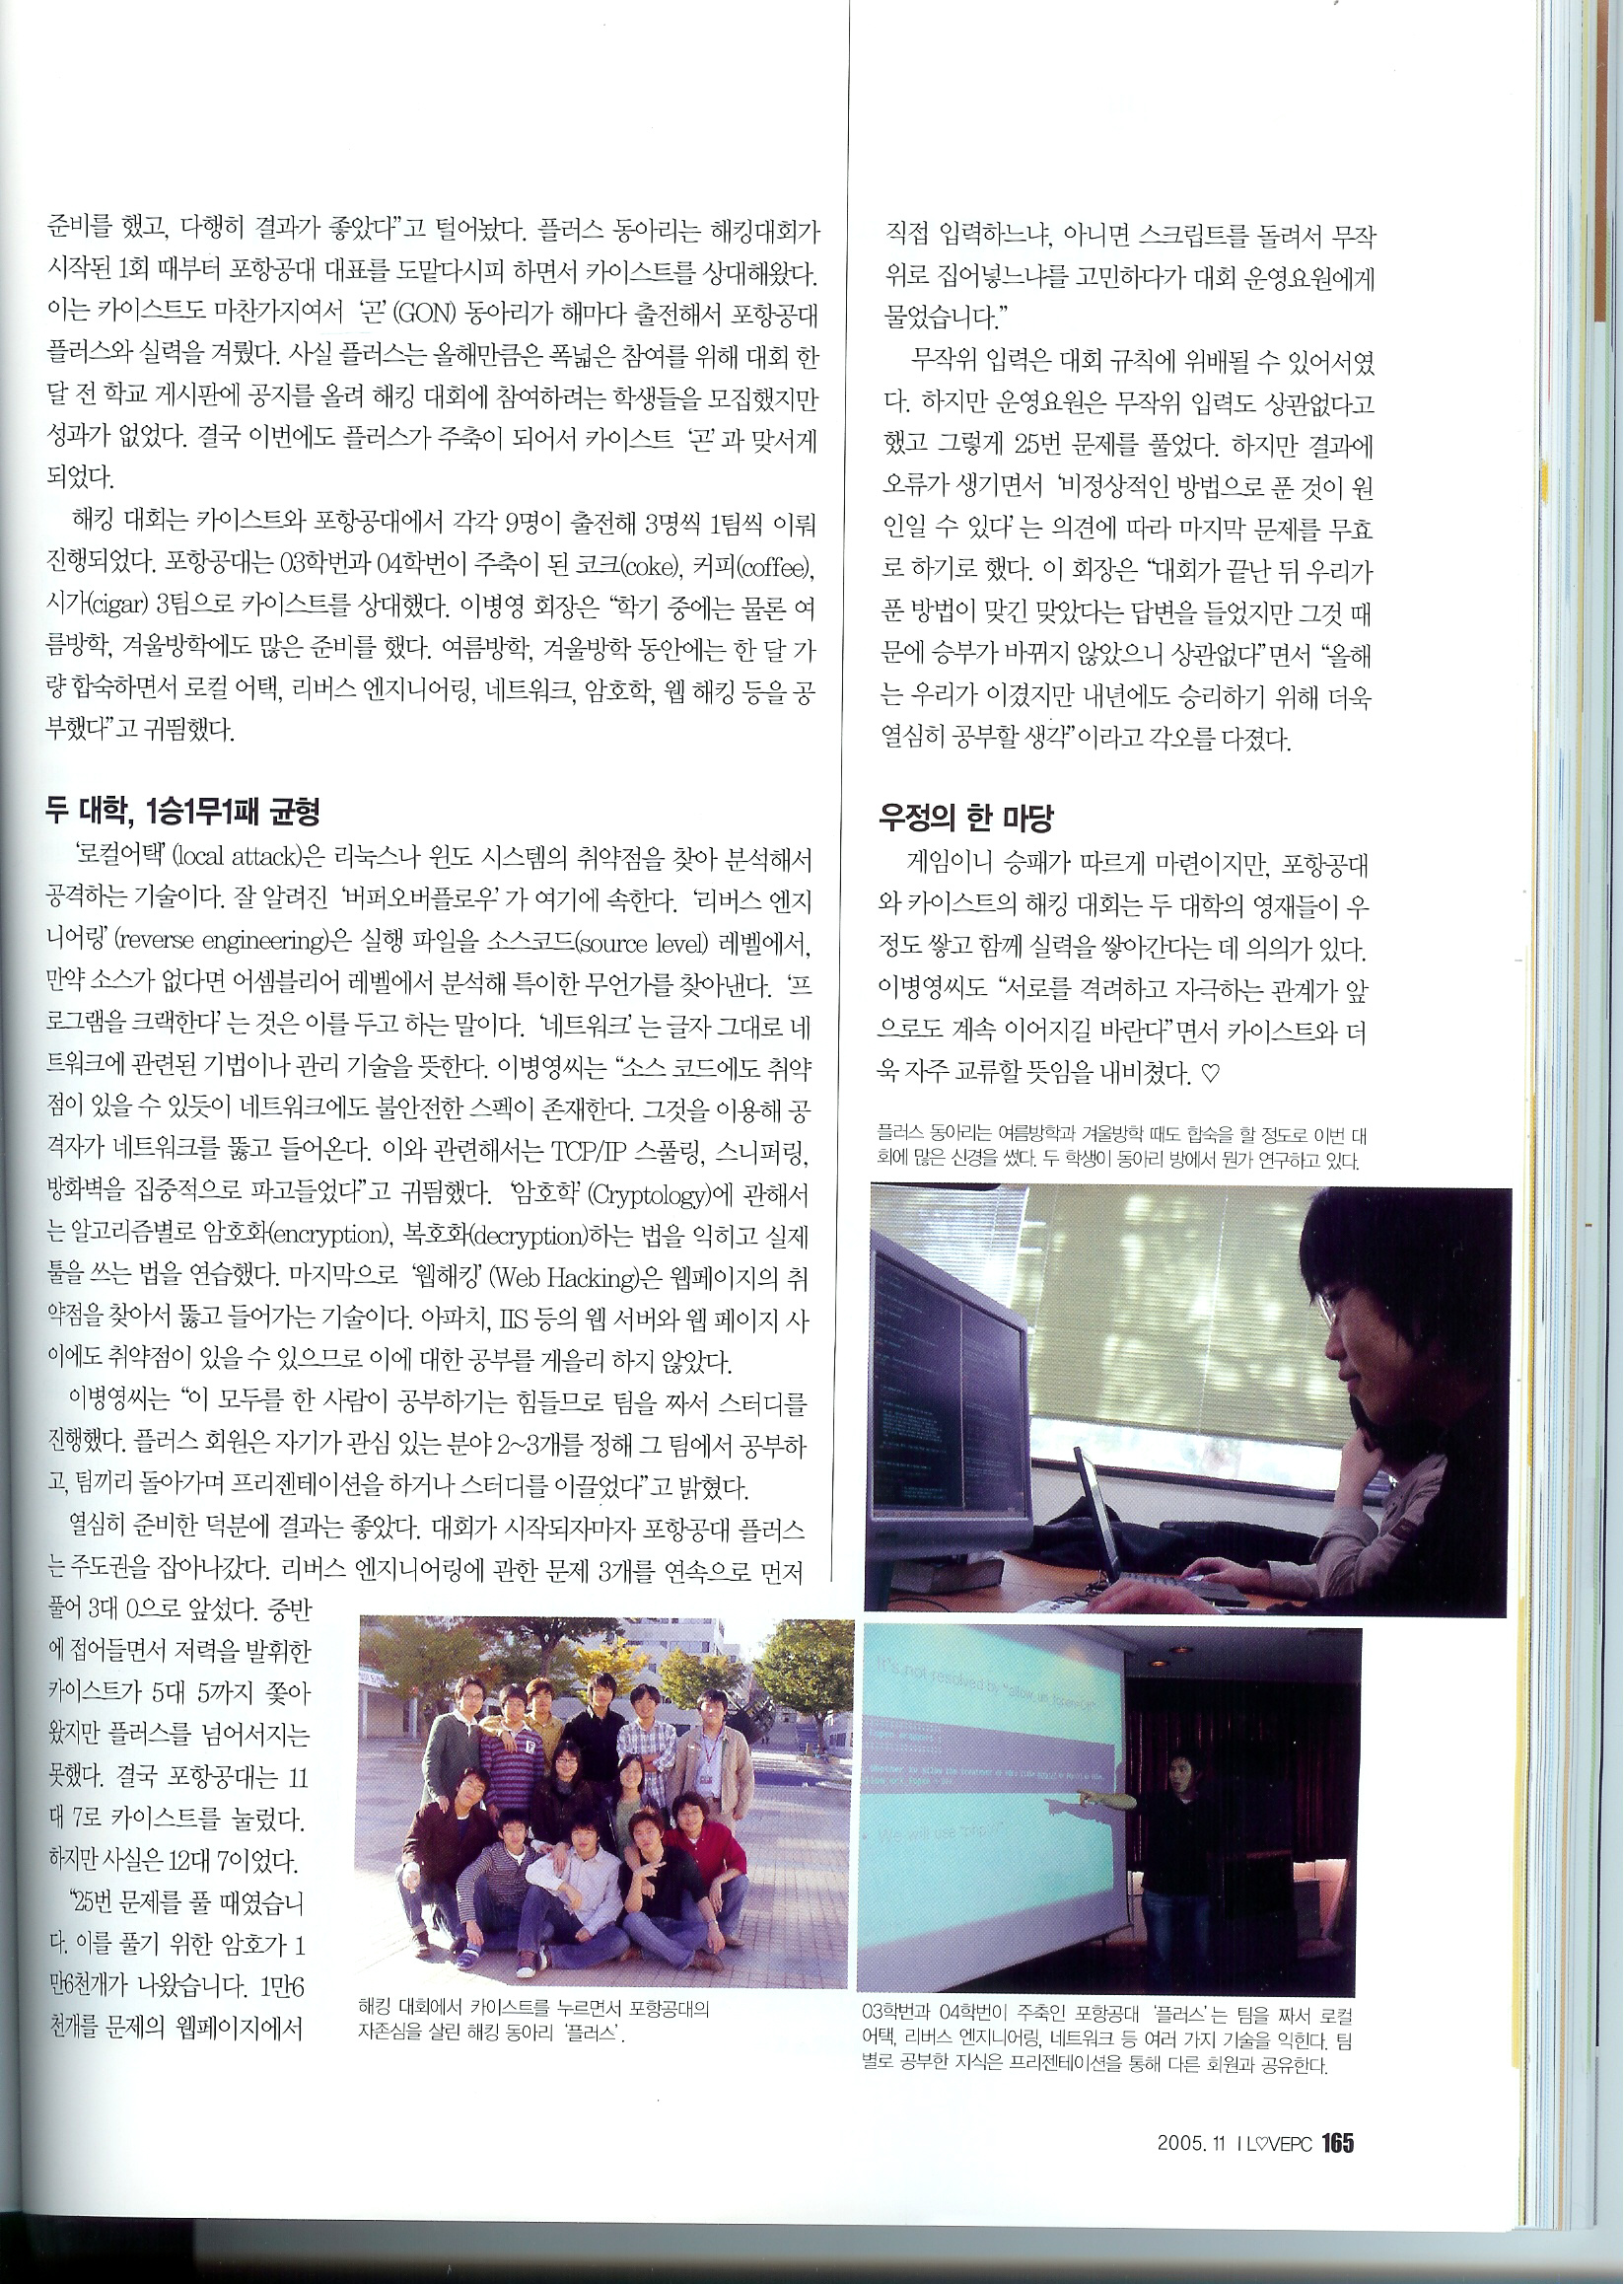 준비를 했고, 다행히 결과가 좋았다”고 털어놨다. 플러스 동아리는 해킹대회가
시작된 1회 때부터 포항공대 대표를 도맡다시피 하면서 카이스트를 상대해왔다.
이는 카이스트도 마찬가지여서 ‘곤’(GON) 동아리가 해마다 출전해서 포항공대
플러스와 실력을 겨뤘다. 사실 플러스는 올해만큼은 폭넓은 참여를 위해 대회 한
달 전 학교 게시판에 공지를 올려 해킹 대회에 참여하려는 학생들을 모집했지만
성과가 없었다. 결국 이번에도 플러스가 주축이 되어서 카이스트 ‘곤’과 맞서게
되었다.
해킹 대회는 카이스트와 포항공대에서 각각 9명이 출전해 3명씩 1팀씩 이뤄
진행되었다. 포항공대는 03학번과 04학번이 주축이 된 코크(coke), 커피(coffee),
시가(cigar) 3팀으로 카이스트를 상대했다. 이병영 회장은 “학기 중에는 물론 여
름방학, 겨울방학에도 많은 준비를 했다. 여름방학, 겨울방학 동안에는 한 달 가
량 합숙하면서 로컬 어택, 리버스 엔지니어링, 네트워크, 암호학, 웹 해킹 등을 공
부했다”고 귀띔했다.
두 대학, 1승1무1패 균형
‘로컬어택’(local attack)은 리눅스나 윈도 시스템의 취약점을 찾아 분석해서
공격하는 기술이다. 잘 알려진 ‘버퍼오버플로우’가 여기에 속한다. ‘리버스 엔지
니어링’(reverse engineering)은 실행 파일을 소스코드(source level) 레벨에서,
만약 소스가 없다면 어셈블리어 레벨에서 분석해 특이한 무언가를 찾아낸다. ‘프
로그램을 크랙한다’는 것은 이를 두고 하는 말이다. ‘네트워크’는 글자 그대로 네
트워크에 관련된 기법이나 관리 기술을 뜻한다. 이병영씨는 “소스 코드에도 취약
점이 있을 수 있듯이 네트워크에도 불안전한 스펙이 존재한다. 그것을 이용해 공
격자가 네트워크를 뚫고 들어온다. 이와 관련해서는 TCP/IP 스풀링, 스니퍼링,
방화벽을 집중적으로 파고들었다”고 귀띔했다. ‘암호학’(Cryptology)에 관해서
는 알고리즘별로 암호화(encryption), 복호화(decryption)하는 법을 익히고 실제
툴을 쓰는 법을 연습했다. 마지막으로 ‘웹해킹’(Web Hacking)은 웹페이지의 취
약점을 찾아서 뚫고 들어가는 기술이다. 아파치, IIS 등의 웹 서버와 웹 페이지 사
이에도 취약점이 있을 수 있으므로 이에 대한 공부를 게을리 하지 않았다.
이병영씨는 “이 모두를 한 사람이 공부하기는 힘들므로 팀을 짜서 스터디를
진행했다. 플러스 회원은 자기가 관심 있는 분야 2~3개를 정해 그 팀에서 공부하
고, 팀끼리 돌아가며 프리젠테이션을 하거나 스터디를 이끌었다”고 밝혔다.
열심히 준비한 덕분에 결과는 좋았다. 대회가 시작되자마자 포항공대 플러스
는 주도권을 잡아나갔다. 리버스 엔지니어링에 관한 문제 3개를 연속으로 먼저
풀어 3대 0으로 앞섰다. 중반
에 접어들면서 저력을 발휘한
카이스트가 5대 5까지 쫓아
왔지만 플러스를 넘어서지는
못했다. 결국 포항공대는 11
대 7로 카이스트를 눌렀다.
하지만 사실은 12대 7이었다.
“25번 문제를 풀 때였습니
다. 이를 풀기 위한 암호가 1
만6천개가 나왔습니다. 1만6
천개를 문제의 웹페이지에서
직접 입력하느냐, 아니면 스크립트를 돌려서 무작
위로 집어넣느냐를 고민하다가 대회 운영요원에게
물었습니다.”
무작위 입력은 대회 규칙에 위배될 수 있어서였
다. 하지만 운영요원은 무작위 입력도 상관없다고
했고 그렇게 25번 문제를 풀었다. 하지만 결과에
오류가 생기면서 ‘비정상적인 방법으로 푼 것이 원
인일 수 있다’는 의견에 따라 마지막 문제를 무효
로 하기로 했다. 이 회장은 “대회가 끝난 뒤 우리가
푼 방법이 맞긴 맞았다는 답변을 들었지만 그것 때
문에 승부가 바뀌지 않았으니 상관없다”면서 “올해
는 우리가 이겼지만 내년에도 승리하기 위해 더욱
열심히 공부할 생각”이라고 각오를 다졌다.
우정의 한 마당
게임이니 승패가 따르게 마련이지만, 포항공대
와 카이스트의 해킹 대회는 두 대학의 영재들이 우
정도 쌓고 함께 실력을 쌓아간다는 데 의의가 있다.
이병영씨도 “서로를 격려하고 자극하는 관계가 앞
으로도 계속 이어지길 바란다”면서 카이스트와 더
욱 자주 교류할 뜻임을 내비쳤다. ♡
플러스 동아리는 여름방학과 겨울방학 때도 합숙을 할 정도로 이번 대
회에 많은 신경을 썼다. 두 학생이 동아리 방에서 뭔가 연구하고 있다.
It's not resolved by
We will use
해킹 대회에서 카이스트를 누르면서 포항공대의
자존심을 살린 해킹 동아리 ‘플러스’.
03학번과 04학번이 주축인 포항공대 ‘플러스’는 팀을 짜서 로컬
어택, 리버스 엔지니어링, 네트워크 등 여러 가지 기술을 익힌다. 팀
별로 공부한 지식은 프리젠테이션을 통해 다른 회원과 공유한다.
2005. 11 I L♡VEPC 165